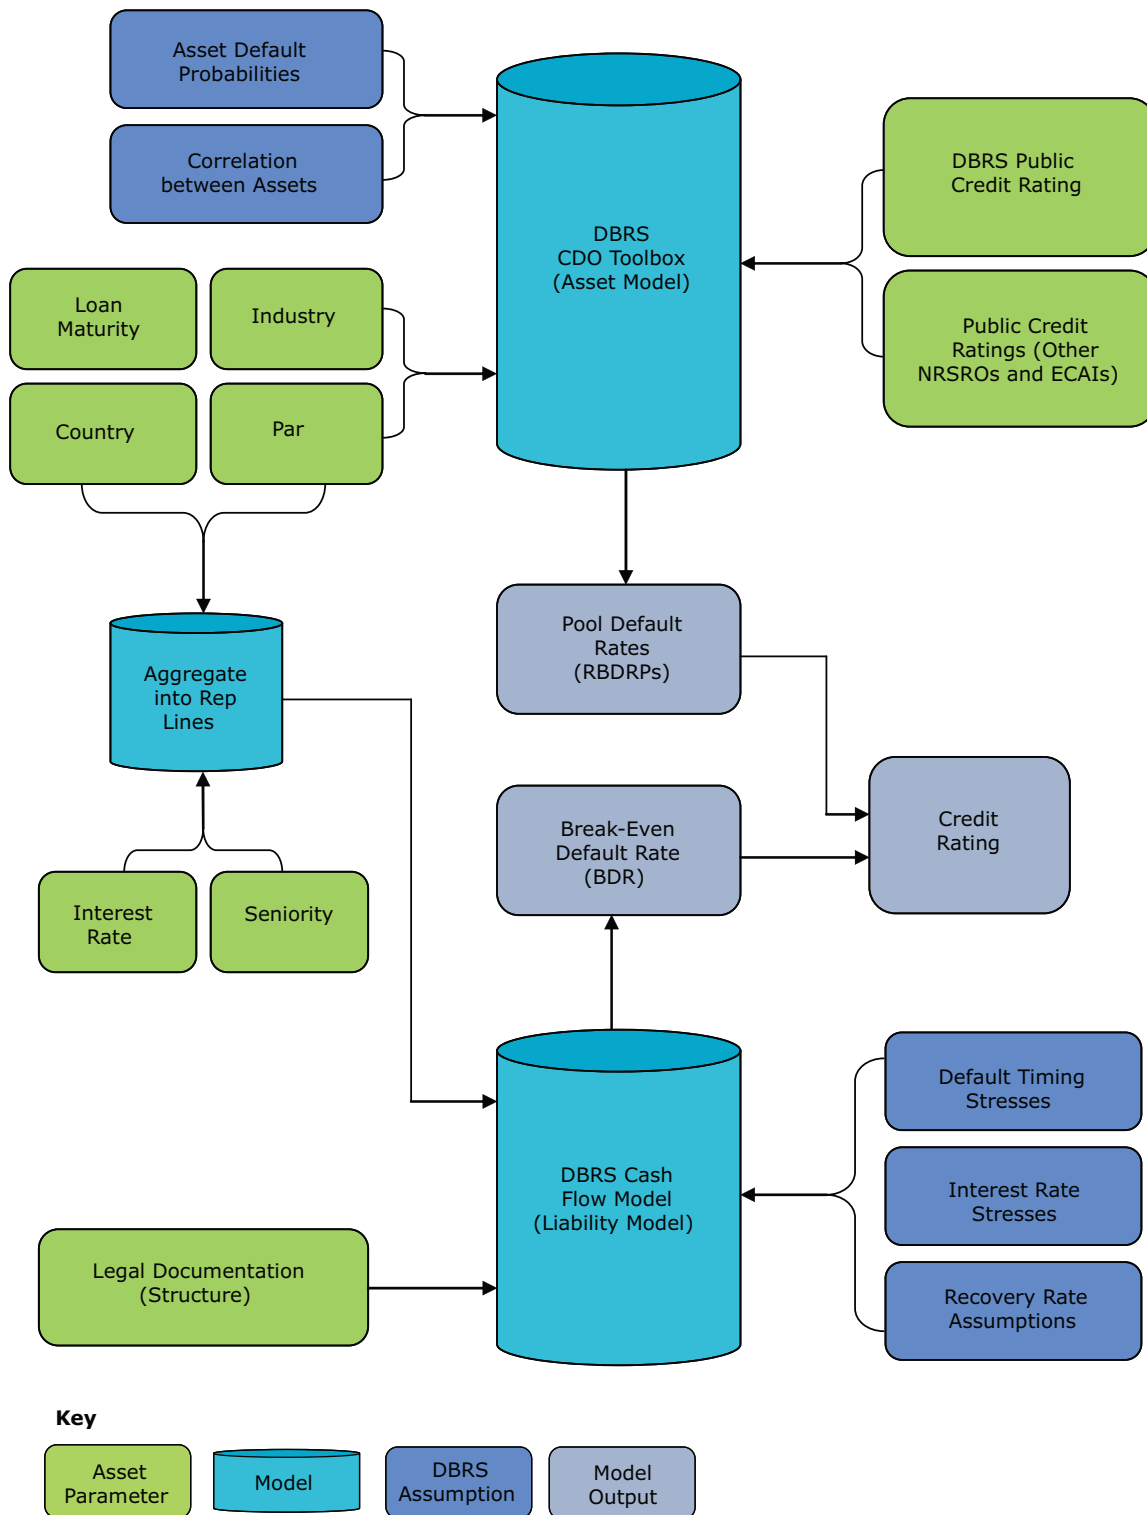 Asset Default
Probabilities
Correlation
between Assets
DBRS
CDO Toolbox
(Asset Model)
DBRS Public
Credit Rating
Public Credit
Ratings (Other
NRSROs and ECAIs)
Loan
Maturity
Industry
Country
Par
Aggregate
into Rep
Lines
Interest
Rate
Seniority
Pool Default
Rates
(RBDRPs)
Break-Even
Default Rate
(BDR)
Credit
Rating
DBRS Cash
Flow Model
(Liability Model)
Default Timing
Stresses
Interest Rate
Stresses
Recovery Rate
Assumptions
Legal Documentation
(Structure)
Key
Asset
Parameter
Model
DBRS
Assumption
Model
Output